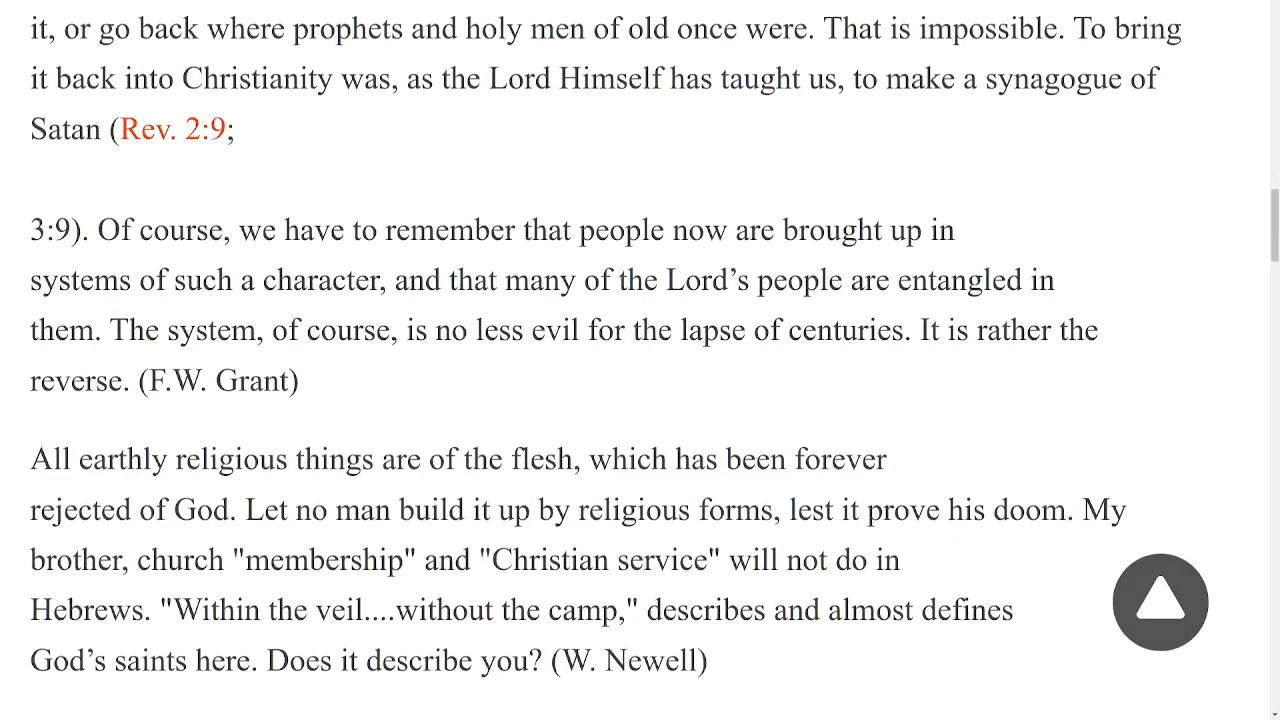 it, or go back where prophets and holy men of old once were. That is impossible. To bring
it back into Christianity was, as the Lord Himself has taught us, to make a synagogue of
Satan (Rev. 2:9;
3:9). Of course, we have to remember that people now are brought up in
systems of such a character, and that many of the Lord’s people are entangled in
them. The system, of course, is no less evil for the lapse of centuries. It is rather the
reverse. (F.W. Grant)
All earthly religious things are of the flesh, which has been forever
rejected of God. Let no man build it up by religious forms, lest it prove his doom. My
brother, church "membership" and "Christian service" will not do in
Hebrews. "Within the veil....without the camp," describes and almost defines
God’s saints here. Does it describe you? (W. Newell)